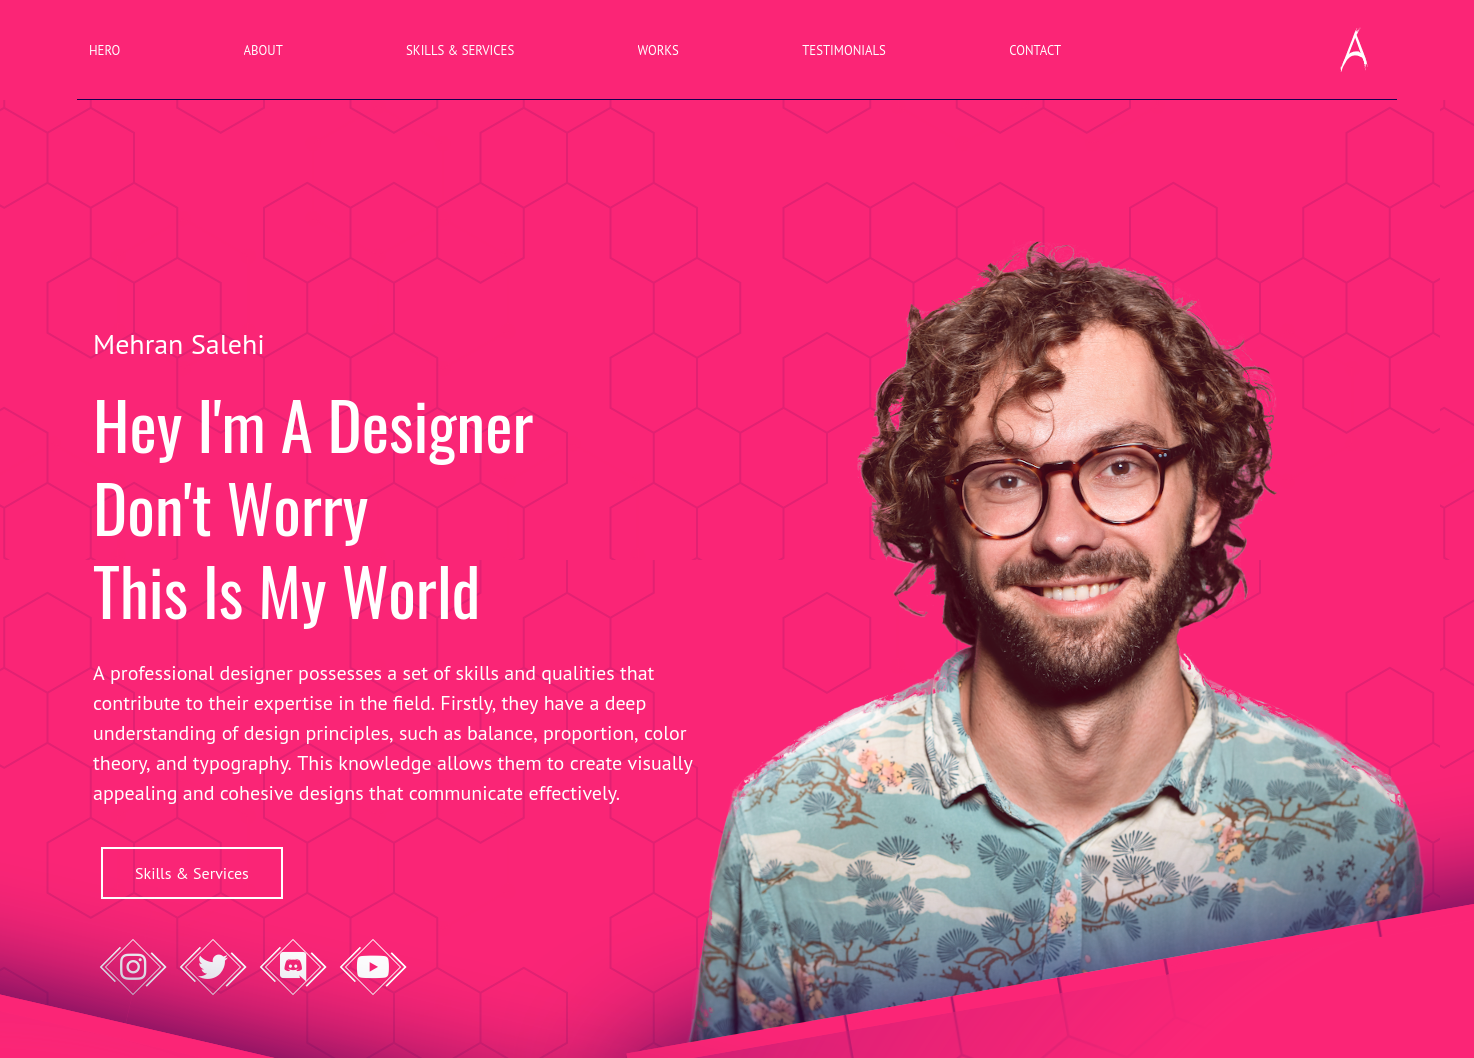 HERO ABOUT SKILLS & SERVICES WORKS TESTIMONIALS CONTACT
Mehran Salehi
Hey I'm A Designer
Don't Worry
This Is My World
A professional designer possesses a set of skills and qualities that
contribute to their expertise in the field. Firstly, they have a deep
understanding of design principles, such as balance, proportion, color
theory, and typography. This knowledge allows them to create visually
appealing and cohesive designs that communicate effectively.
Skills & Services